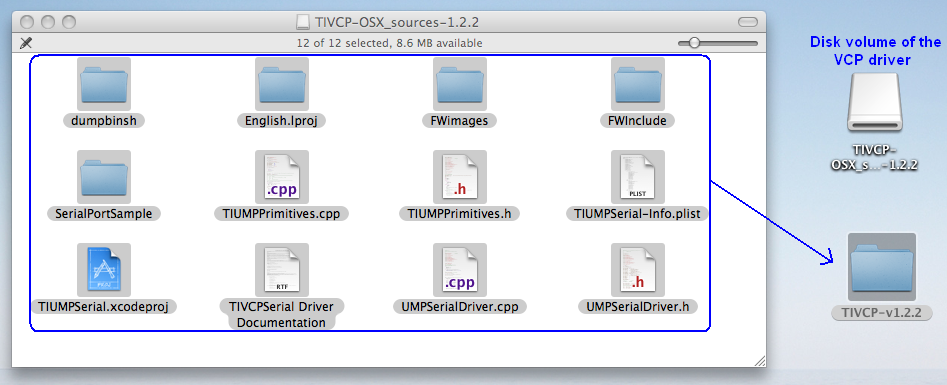 TIVCP-OSX_sources-1.2.2
12 of 12 selected, 8.6 MB available
Disk volume of the
VCP driver
dumpbinsh
English.lproj
FWimages
FWInclude
TIVCP-
OSX_s...-1.2.2
.cpp
.h
PLIST
SerialPortSample
TIUMPPrimitives.cpp
TIUMPPrimitives.h
TIUMPSerial-Info.plist
PROJ
RTF
.cpp
.h
TIUMPSerial.xcodeproj
TIVCPSerial Driver
Documentation
UMPSerialDriver.cpp
UMPSerialDriver.h
TIVCP-v1.2.2